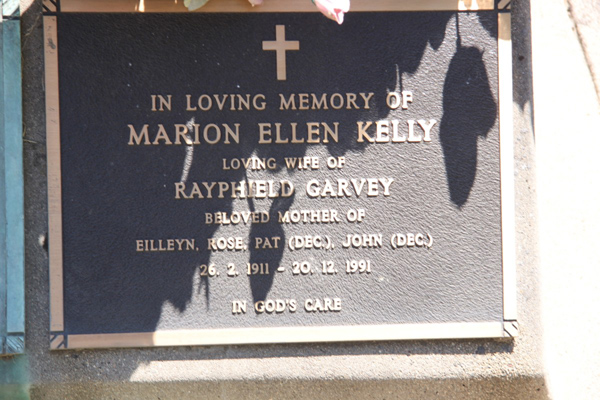 IN LOVING MEMORY OF
MARION ELLEN KELLY
LOVING WIFE OF
RAYPHIELD GARVEY
BELOVED MOTHER OF
EILLEYN, ROSE, PAT (DEC.), JOHN (DEC.)
26. 2. 1911 - 20. 12. 1991
IN GOD'S CARE